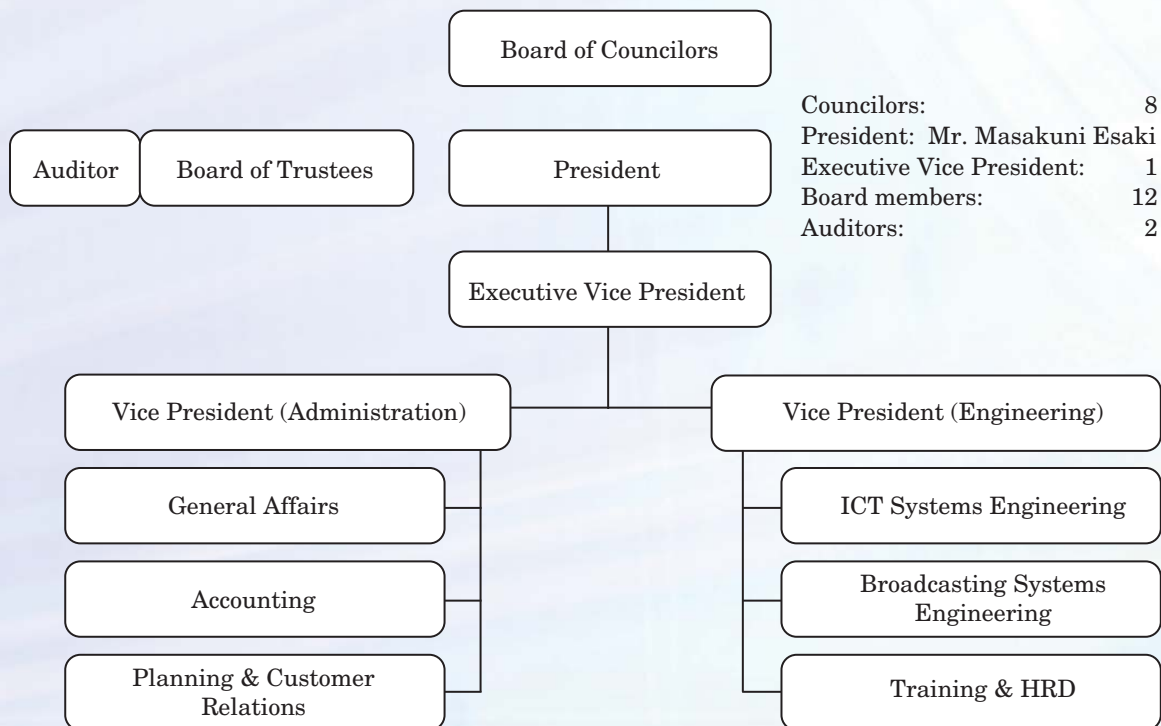 Board of Councilors
Councilors: 8
President: Mr. Masakuni Esaki
Executive Vice President: 1
Board members: 12
Auditors: 2
Auditor
Board of Trustees
President
Executive Vice President
Vice President (Administration)
Vice President (Engineering)
General Affairs
ICT Systems Engineering
Accounting
Broadcasting Systems
Engineering
Planning & Customer
Relations
Training & HRD